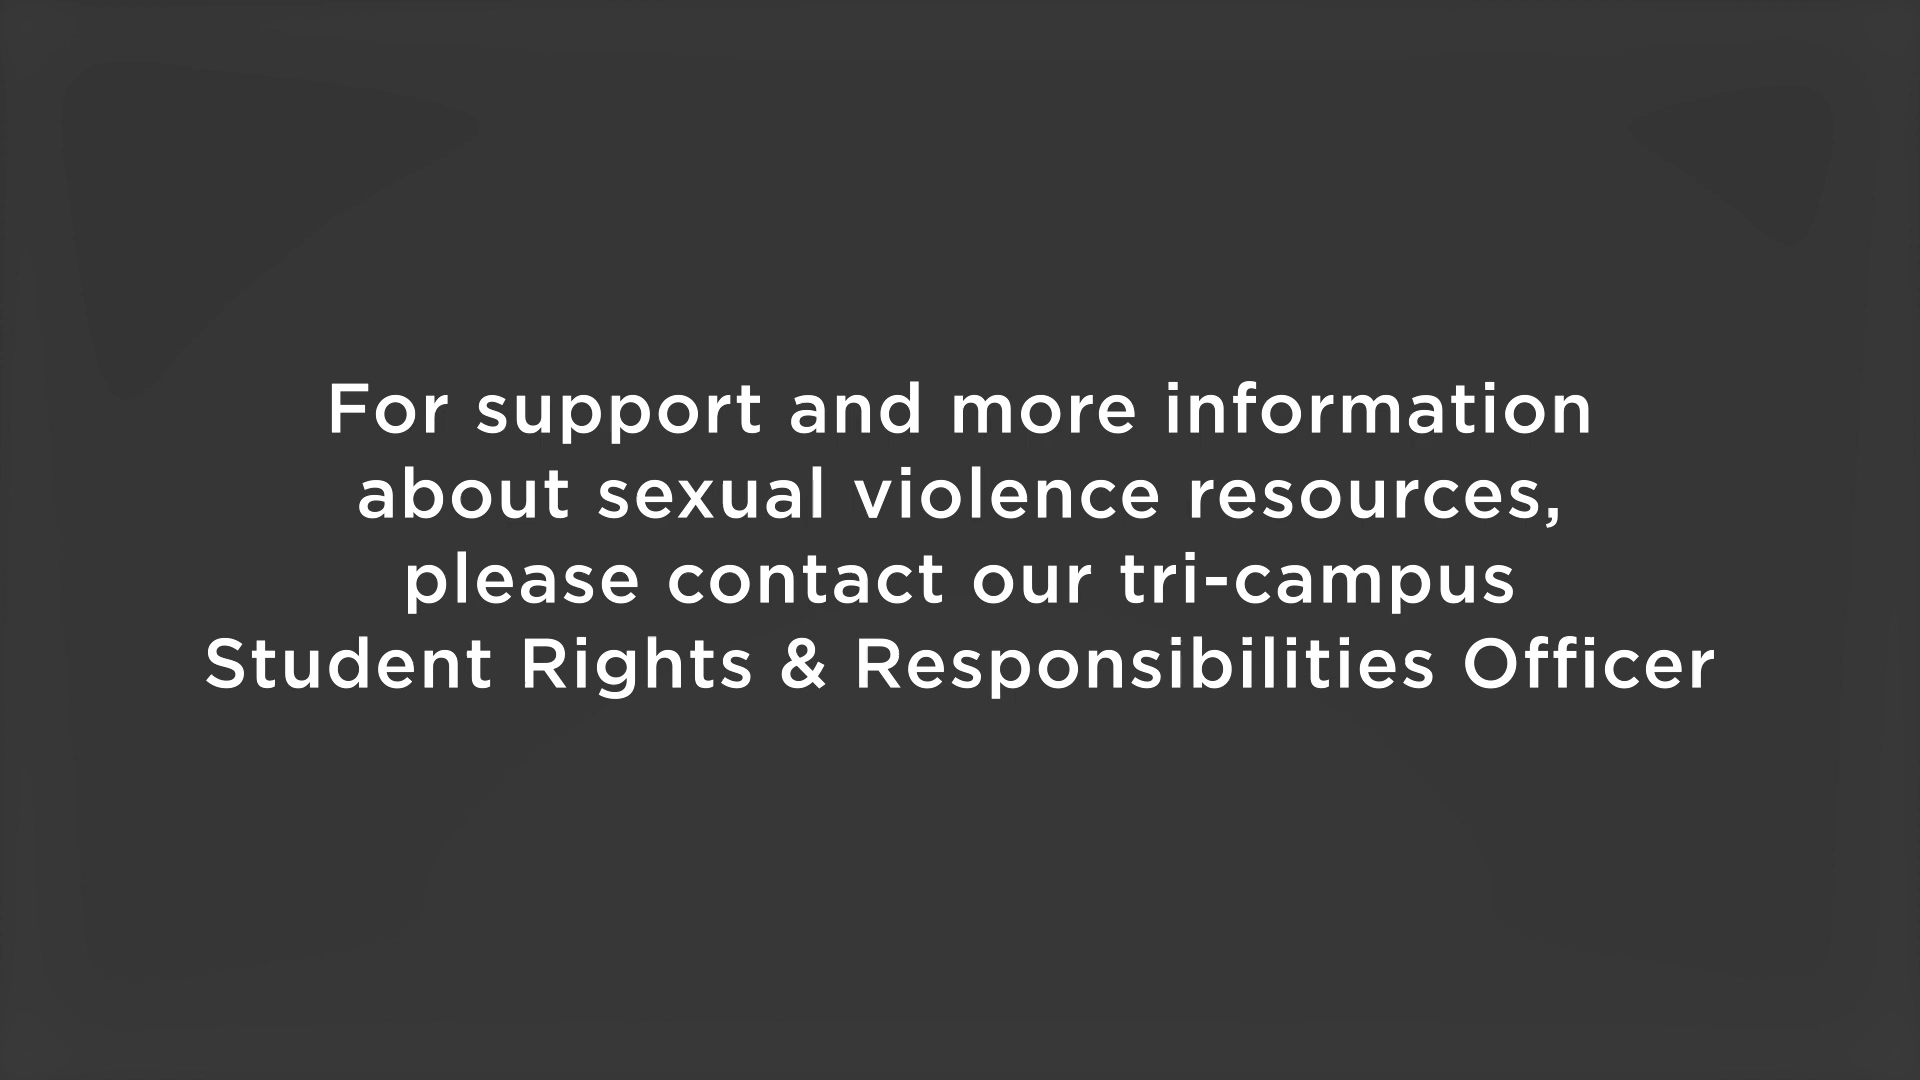 For support and more information
about sexual violence resources,
please contact our tri-campus
Student Rights & Responsibilities Officer